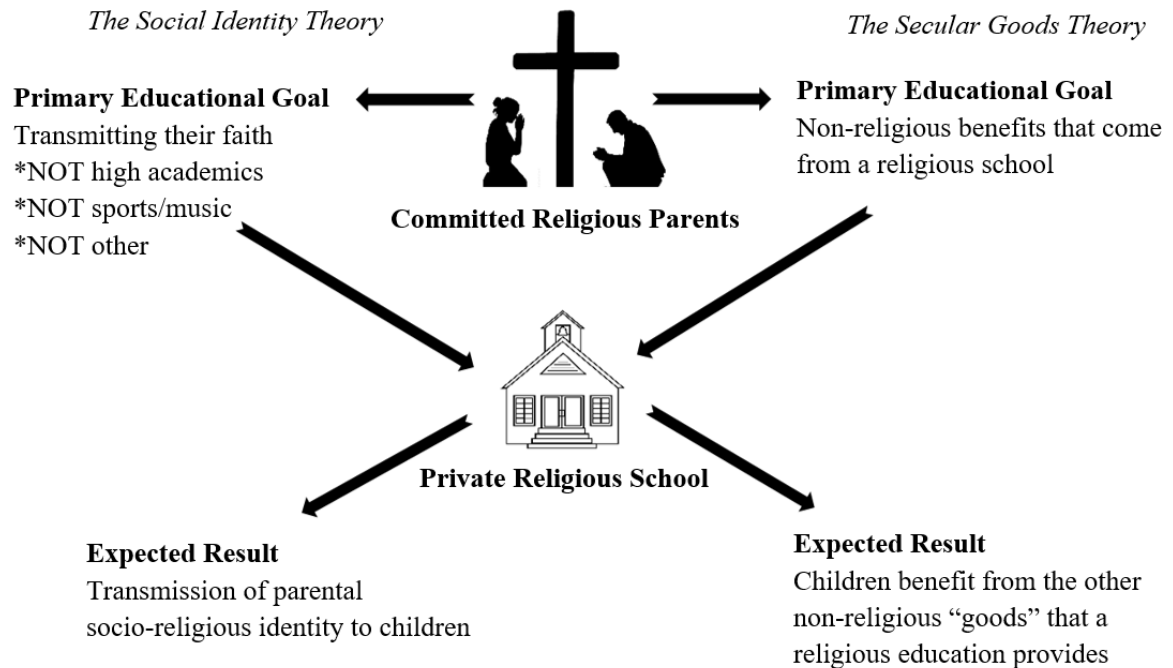 The Social Identity Theory
The Secular Goods Theory
Primary Educational Goal
Transmitting their faith
*NOT high academics
*NOT sports/music
*NOT other
Primary Educational Goal
Non-religious benefits that come
from a religious school
Committed Religious Parents
Private Religious School
Expected Result
Transmission of parental
socio-religious identity to children
Expected Result
Children benefit from the other
non-religious “goods” that a
religious education provides